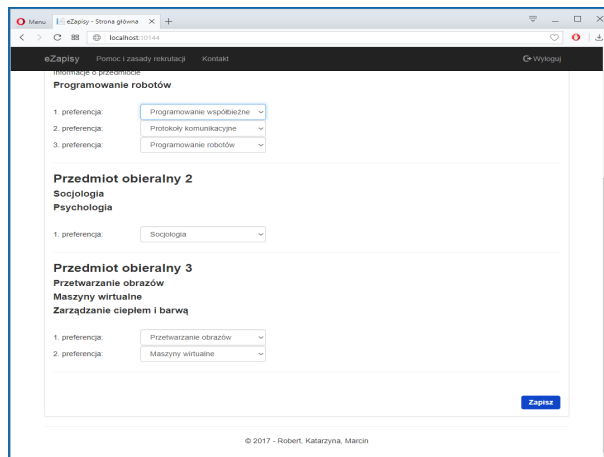 Menu eZapisy - Strona główna
localhost:10144
eZapisy Pomoc i zasady rekrutacji Kontakt Wyloguj
Informacje o przedmiocie
Programowanie robotów
1. preferencja: Programowanie współbieżne
2. preferencja: Protokoły komunikacyjne
3. preferencja: Programowanie robotów
Przedmiot obieralny 2
Socjologia
Psychologia
1. preferencja: Socjologia
Przedmiot obieralny 3
Przetwarzanie obrazów
Maszyny wirtualne
Zarządzanie ciepłem i barwą
1. preferencja: Przetwarzanie obrazów
2. preferencja: Maszyny wirtualne
Zapisz
© 2017 - Robert, Katarzyna, Marcin